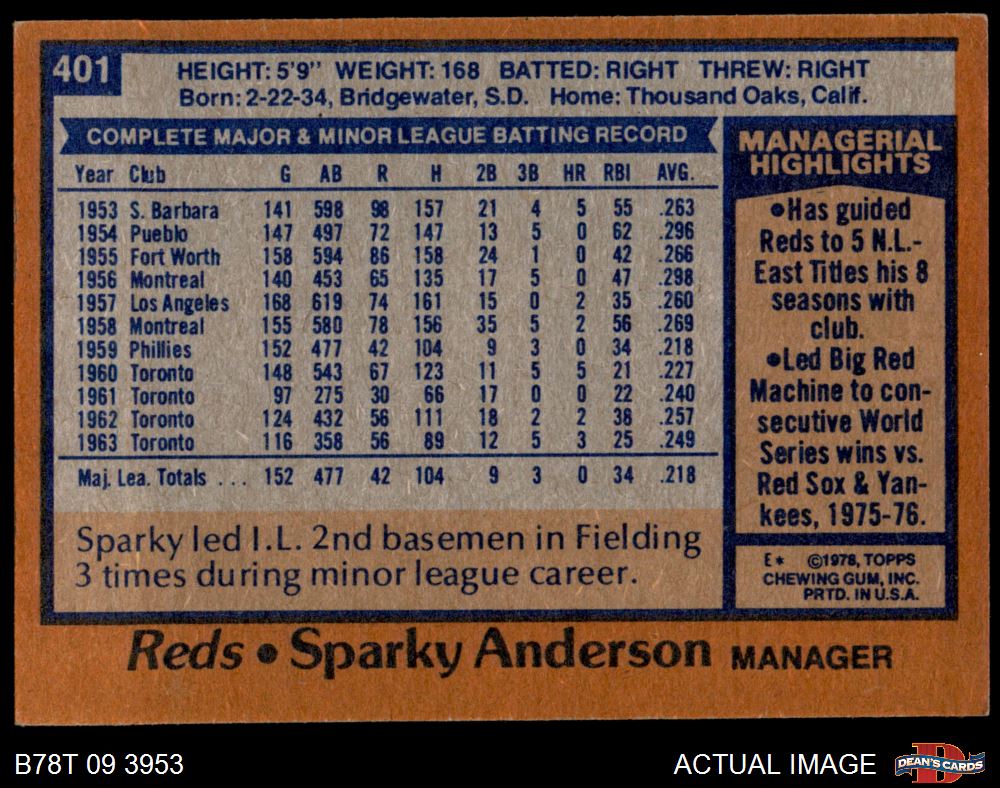 401
HEIGHT: 5'9" WEIGHT: 168 BATTED: RIGHT THREW: RIGHT
Born: 2-22-34, Bridgewater, S.D. Home: Thousand Oaks, Calif.
COMPLETE MAJOR & MINOR LEAGUE BATTING RECORD
Year Club G AB R H 2B 3B HR RBI AVG.
1953 S. Barbara 141 598 98 157 21 4 5 55 .263
1954 Pueblo 147 497 72 147 13 5 0 62 .296
1955 Fort Worth 158 594 86 158 24 1 0 42 .266
1956 Montreal 140 453 65 135 17 5 0 47 .298
1957 Los Angeles 168 619 74 161 15 0 2 35 .260
1958 Montreal 155 580 78 156 35 5 2 56 .269
1959 Phillies 152 477 42 104 9 3 0 34 .218
1960 Toronto 148 543 67 123 11 5 5 21 .227
1961 Toronto 97 275 30 66 17 0 0 22 .240
1962 Toronto 124 432 56 111 18 2 2 38 .257
1963 Toronto 116 358 56 89 12 5 3 25 .249
Maj. Lea. Totals ... 152 477 42 104 9 3 0 34 .218
Sparky led I.L. 2nd basemen in Fielding
3 times during minor league career.
MANAGERIAL
HIGHLIGHTS
•Has guided
Reds to 5 N.L.-
East Titles his 8
seasons with
club.
•Led Big Red
Machine to con-
secutive World
Series wins vs.
Red Sox & Yan-
kees, 1975-76.
E* ©1978, TOPPS
CHEWING GUM, INC.
PRTD. IN U.S.A.
Reds • Sparky Anderson MANAGER
B78T 09 3953
ACTUAL IMAGE
D
DEAN'S CARDS